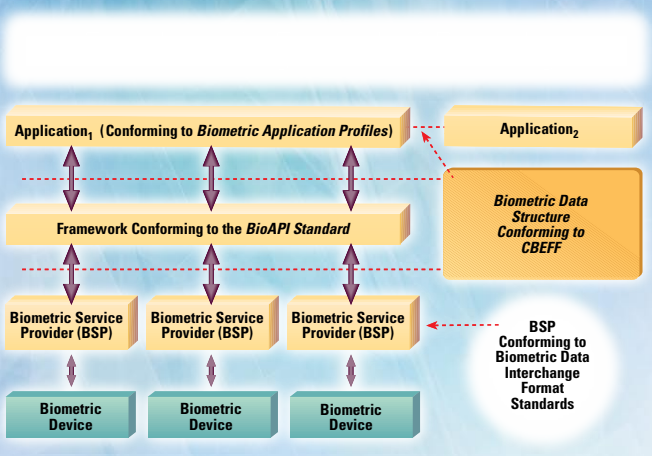 Application1 (Conforming to Biometric Application Profiles)
Application2
Biometric Data
Structure
Conforming to
CBEFF
Framework Conforming to the BioAPI Standard
Biometric Service
Provider (BSP)
Biometric Service
Provider (BSP)
Biometric Service
Provider (BSP)
BSP
Conforming to
Biometric Data
Interchange
Format
Standards
Biometric
Device
Biometric
Device
Biometric
Device